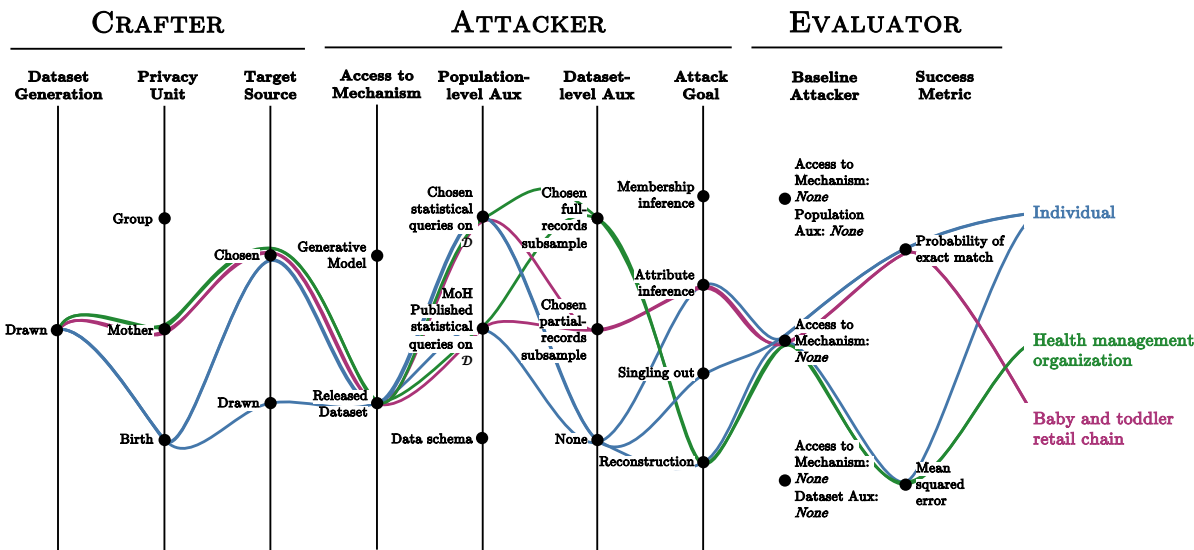 CRAFTER
ATTACKER
EVALUATOR
Dataset
Generation
Privacy
Unit
Target
Source
Access to
Mechanism
Population-
level Aux
Dataset-
level Aux
Attack
Goal
Baseline
Attacker
Success
Metric
Drawn
Group
Mother
Birth
Chosen
Drawn
Generative
Model
Released
Dataset
Chosen
statistical
queries on
D
MoH
Published
statistical
queries on
D
Data schema
Chosen
full-
records
subsample
Chosen
partial-
records
subsample
None
Membership
inference
Attribute
inference
Singling out
Reconstruction
Access to
Mechanism:
None
Population
Aux: None
Access to
Mechanism:
None
Access to
Mechanism:
None
Dataset Aux:
None
Probability of
exact match
Mean
squared
error
Individual
Health management
organization
Baby and toddler
retail chain